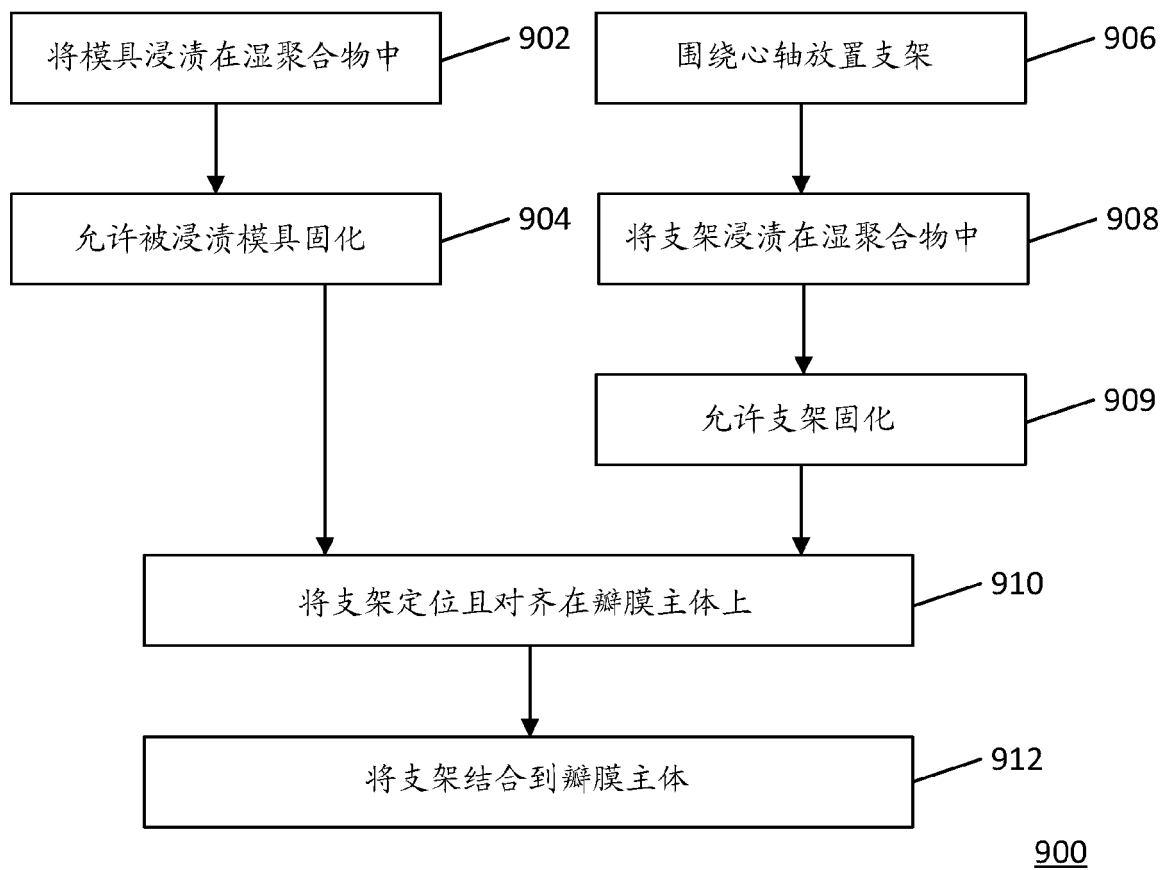 将模具浸渍在湿聚合物中
902
围绕心轴放置支架
906
允许被浸渍模具固化
904
将支架浸渍在湿聚合物中
908
允许支架固化
909
将支架定位且对齐在瓣膜主体上
910
将支架结合到瓣膜主体
912
900